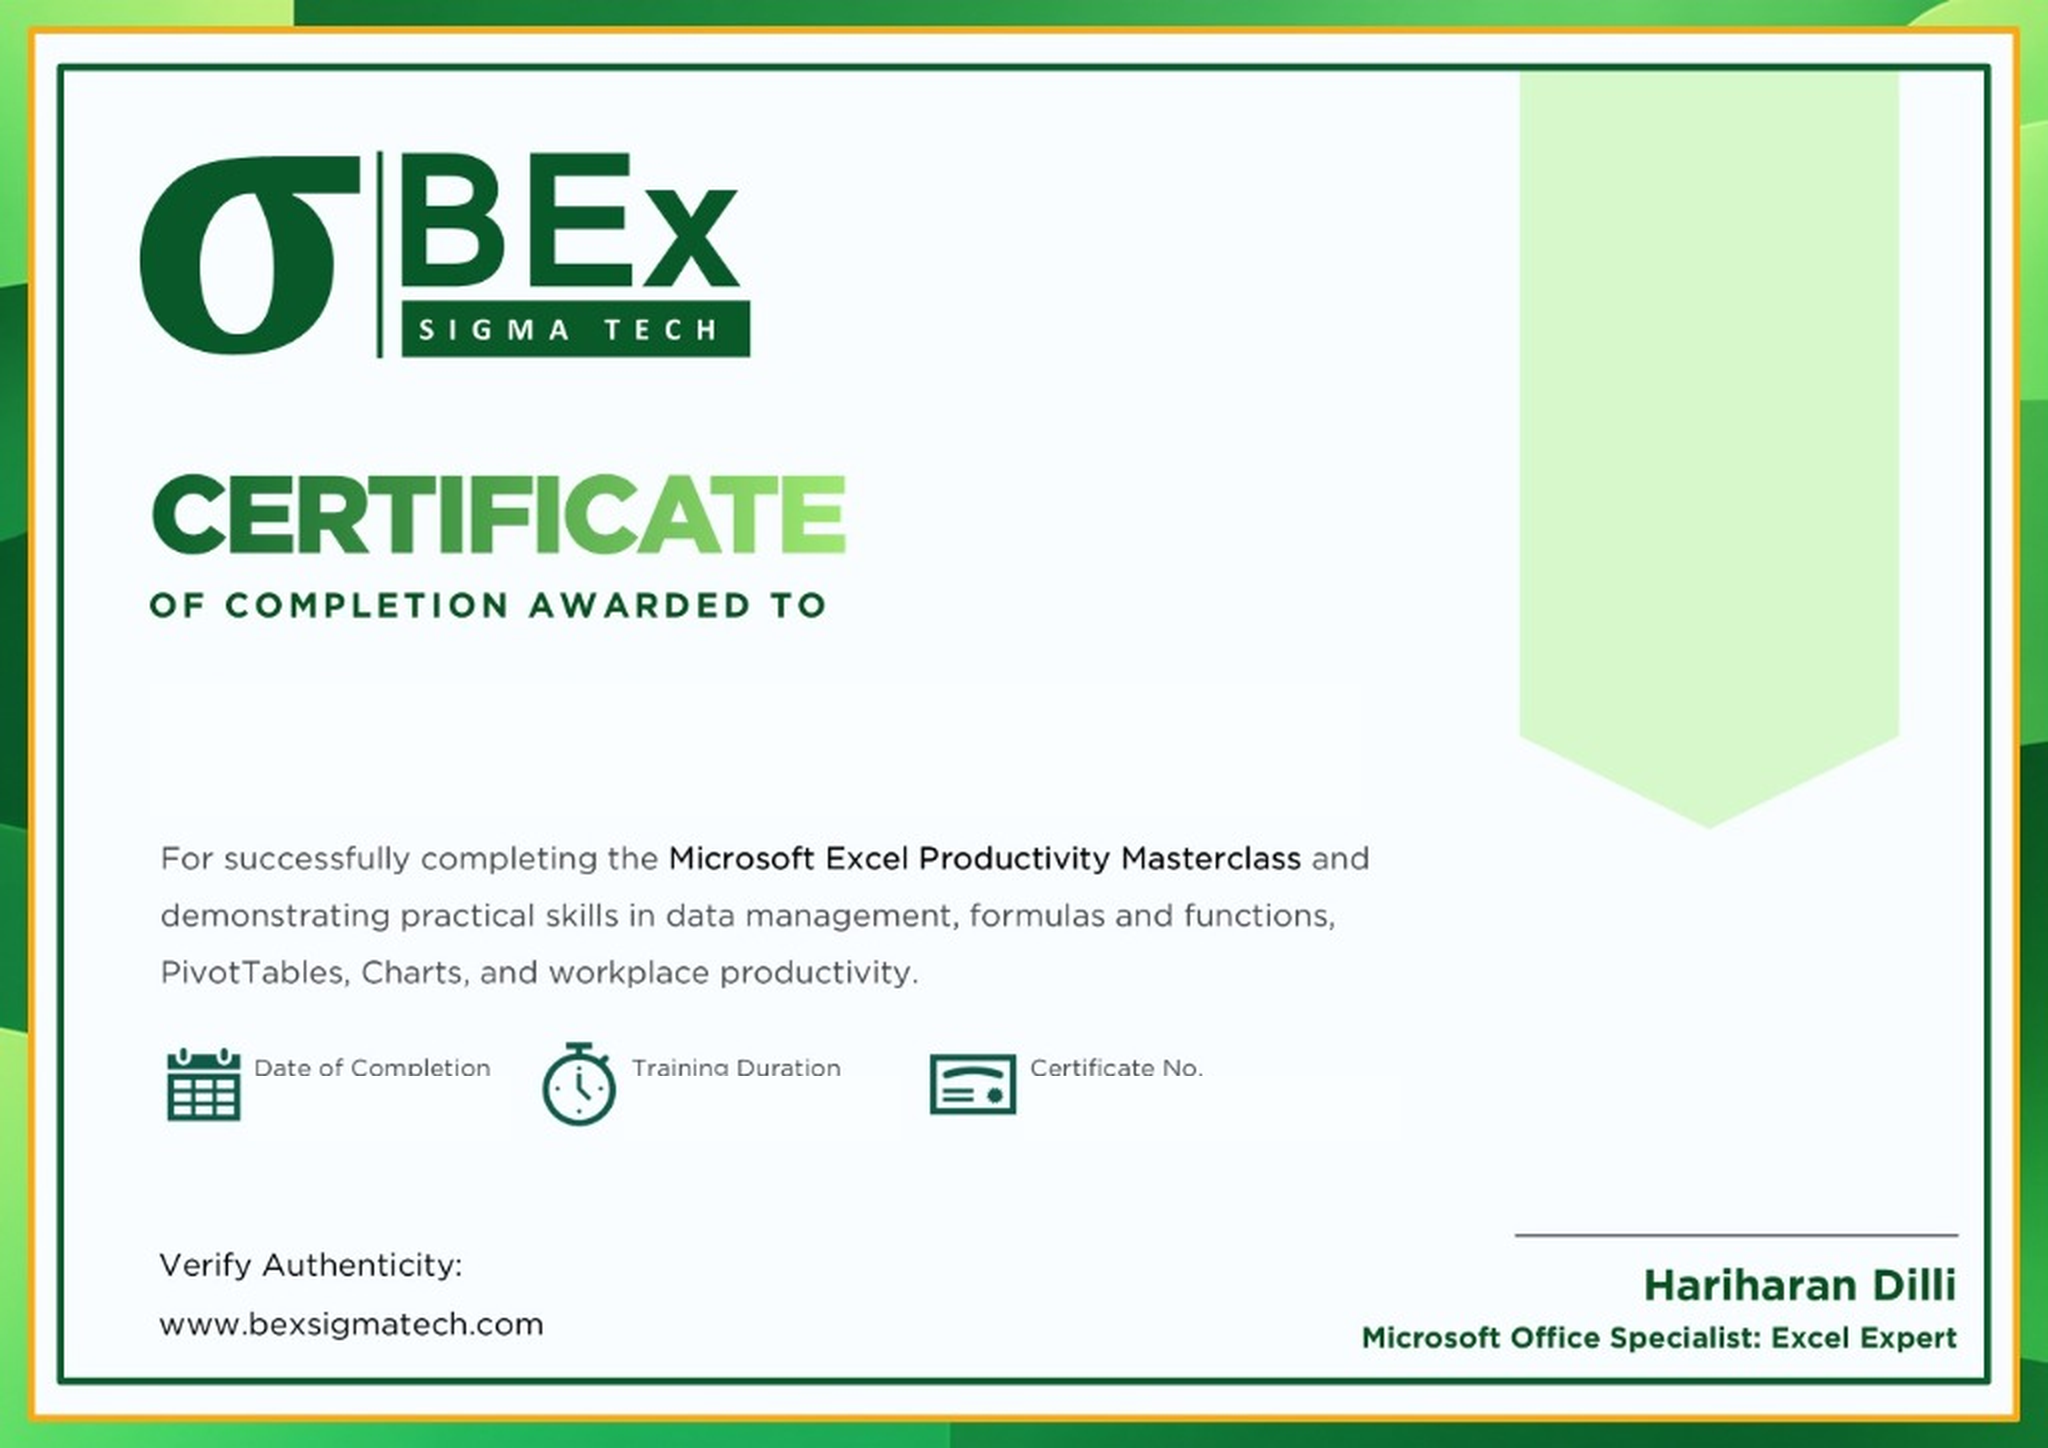 σ BEx
SIGMA TECH
CERTIFICATE
OF COMPLETION AWARDED TO
For successfully completing the Microsoft Excel Productivity Masterclass and
demonstrating practical skills in data management, formulas and functions,
PivotTables, Charts, and workplace productivity.
Date of Completion
Training Duration
Certificate No.
Verify Authenticity:
www.bexsigmatech.com
Hariharan Dilli
Microsoft Office Specialist: Excel Expert